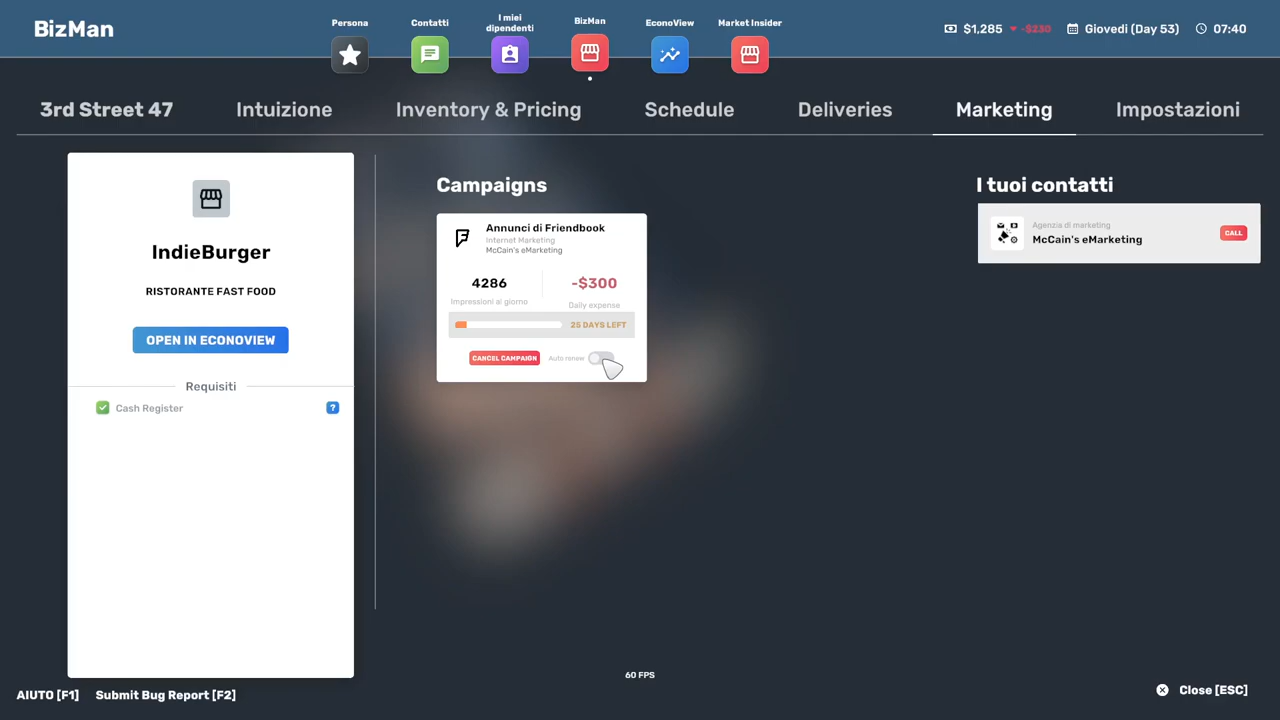 BizMan
Persona
Contatti
I miei
dipendenti
BizMan
EconoView
Market Insider
$1,285 -$230
Giovedì (Day 53)
07:40
3rd Street 47
Intuizione
Inventory & Pricing
Schedule
Deliveries
Marketing
Impostazioni
IndieBurger
RISTORANTE FAST FOOD
OPEN IN ECONOVIEW
Requisiti
Cash Register
?
Campaigns
Annunci di Friendbook
Internet Marketing
McCain's eMarketing
4286
Impressioni al giorno
-$300
Daily expense
25 DAYS LEFT
CANCEL CAMPAIGN
Auto renew
I tuoi contatti
Agenzia di marketing
McCain's eMarketing
CALL
60 FPS
AIUTO [F1]
Submit Bug Report [F2]
Close [ESC]